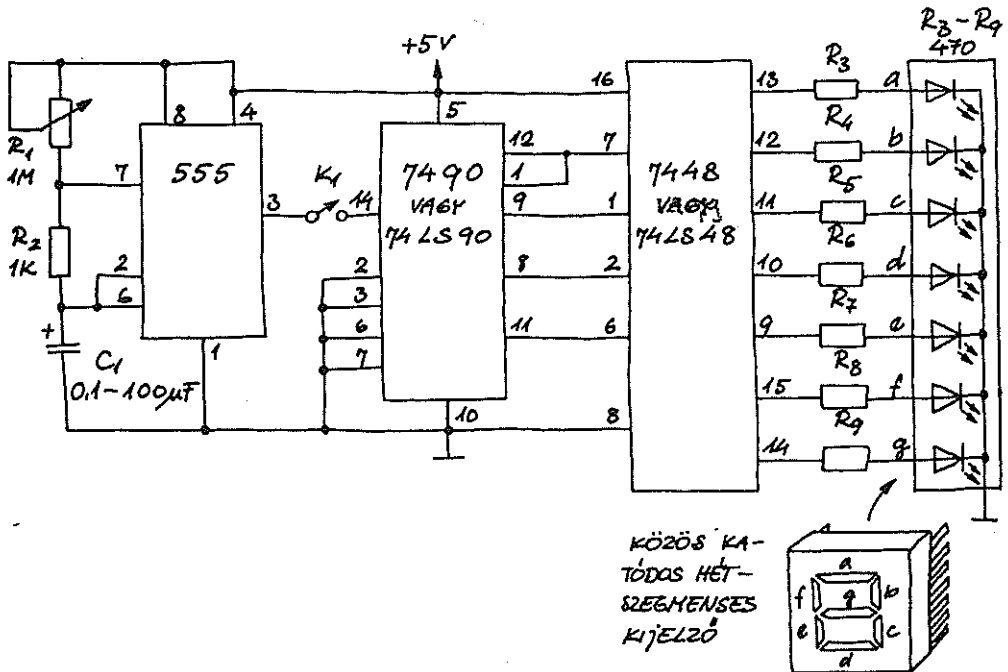 +5V
R3-R9
470
8
4
5
16
13
R3
a
R1
1M
7
555
3
K1
14
7490
VAGY
74LS90
12
1
9
8
11
7
1
2
6
7448
VAGY
74LS48
12
R4
b
11
R5
c
10
R6
d
9
R7
e
15
R8
f
14
R9
g
R2
1K
2
6
1
2
3
6
7
10
8
+
C1
0,1-100µF
KÖZÖS KA-
TÓDOS HÉT-
SZEGMENSES
KIJELZŐ
a
f
g
b
e
c
d